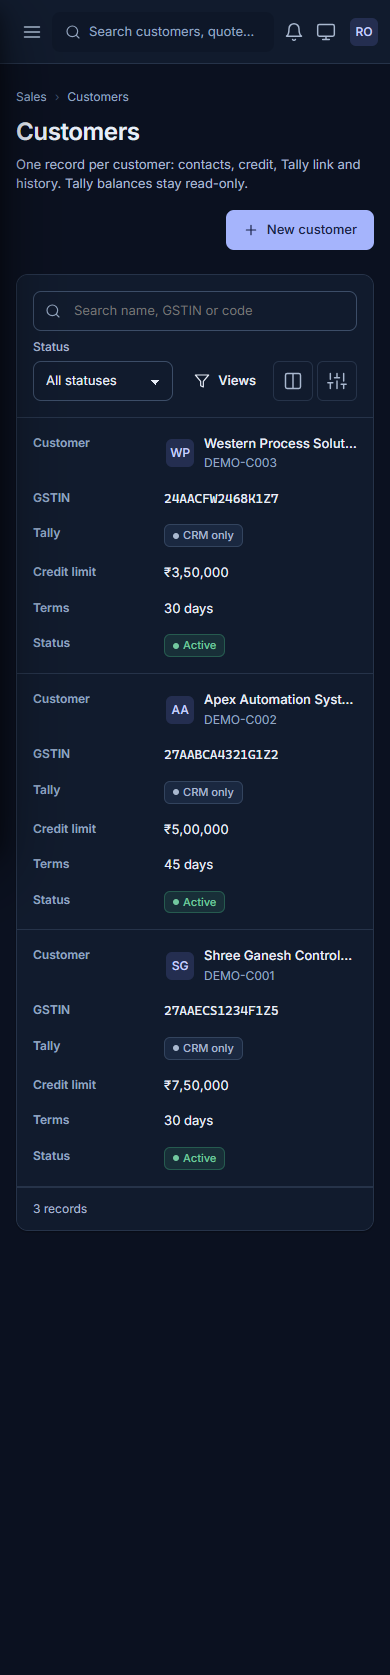 Search customers, quote...
RO
Sales › Customers
Customers
One record per customer: contacts, credit, Tally link and
history. Tally balances stay read-only.
+ New customer
Search name, GSTIN or code
Status
All statuses
Views
Customer
WP
Western Process Solut...
DEMO-C003
GSTIN
24AACFW2468K1Z7
Tally
CRM only
Credit limit
₹3,50,000
Terms
30 days
Status
Active
Customer
AA
Apex Automation Syst...
DEMO-C002
GSTIN
27AABCA4321G1Z2
Tally
CRM only
Credit limit
₹5,00,000
Terms
45 days
Status
Active
Customer
SG
Shree Ganesh Control...
DEMO-C001
GSTIN
27AAECS1234F1Z5
Tally
CRM only
Credit limit
₹7,50,000
Terms
30 days
Status
Active
3 records